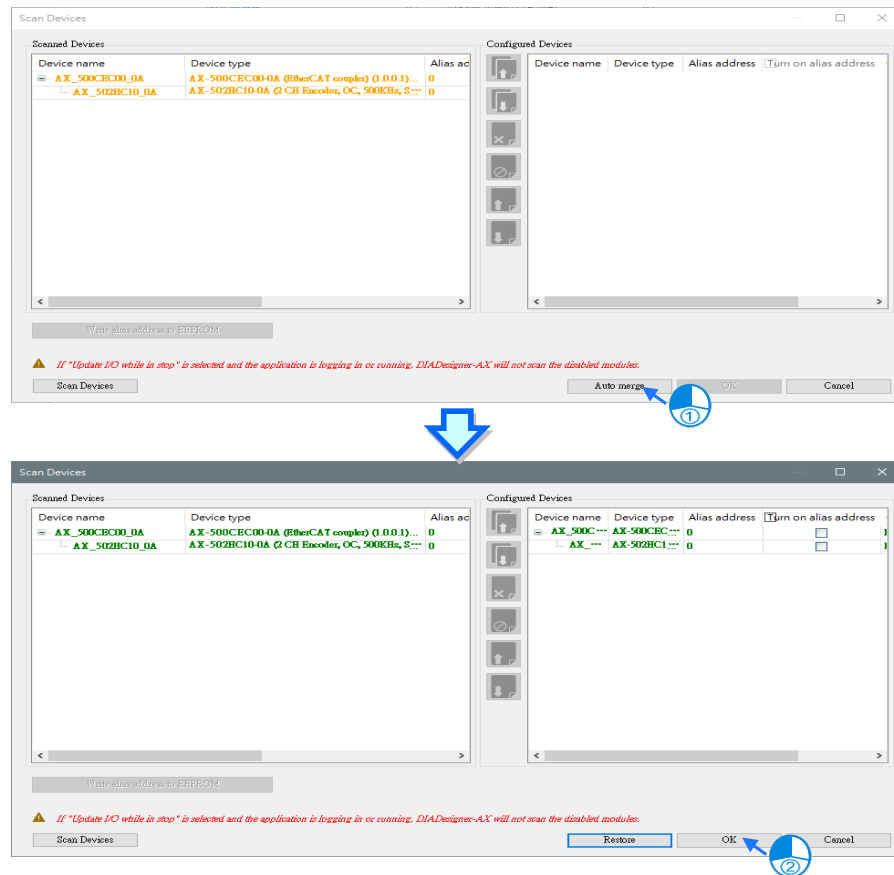 Scan Devices
Scanned Devices
Configured Devices
Device name Device type Alias ad
Device name Device type Alias address Turn on alias address
AX_500CEC00_0A AX-500CEC00-0A (EtherCAT coupler) (1.0.0.1)... 0
AX_502HC10_0A AX-502HC10-0A (2 CH Encoder, OC, 500KHz, S... 0
Write alias address to EEPROM
If "Update I/O while in stop" is selected and the application is logging in or running, DIADesigner-AX will not scan the disabled modules.
Scan Devices Auto merge OK Cancel
1
Scan Devices
Scanned Devices
Configured Devices
Device name Device type Alias ad
Device name Device type Alias address Turn on alias address
AX_500CEC00_0A AX-500CEC00-0A (EtherCAT coupler) (1.0.0.1)... 0
AX_500C... AX-500CEC... 0
AX_502HC10_0A AX-502HC10-0A (2 CH Encoder, OC, 500KHz, S... 0
AX_... AX-502HC1... 0
Write alias address to EEPROM
If "Update I/O while in stop" is selected and the application is logging in or running, DIADesigner-AX will not scan the disabled modules.
Scan Devices Restore OK Cancel
2